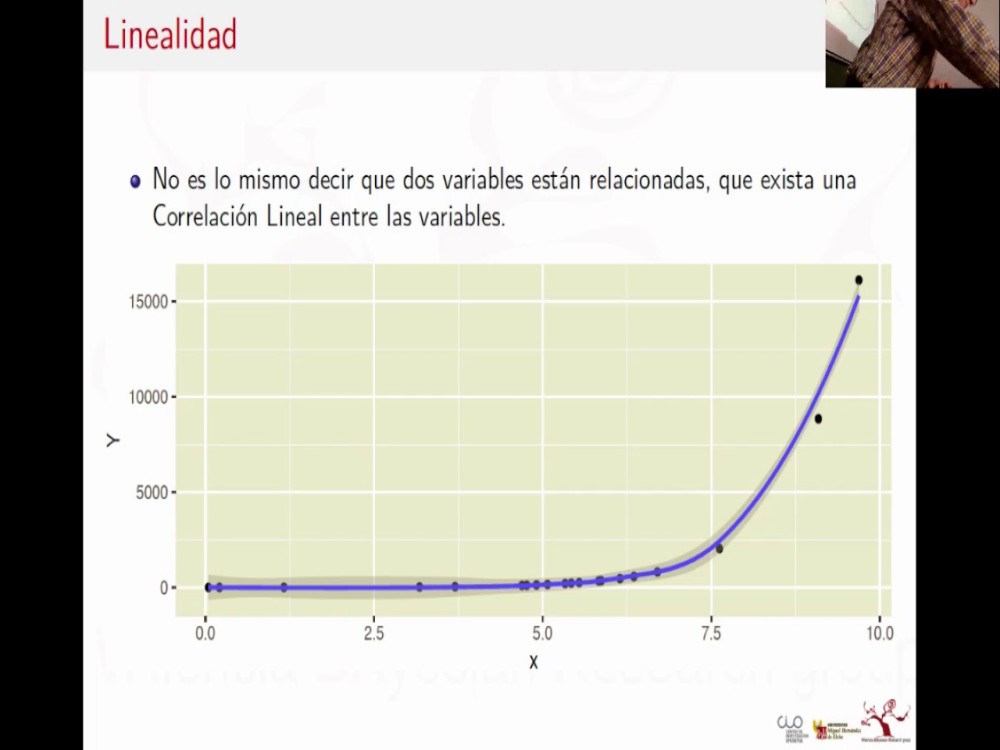 Linealidad
No es lo mismo decir que dos variables están relacionadas, que exista una
Correlación Lineal entre las variables.
15000
10000
5000
0
Y
0.0 2.5 5.0 7.5 10.0
X
CIO